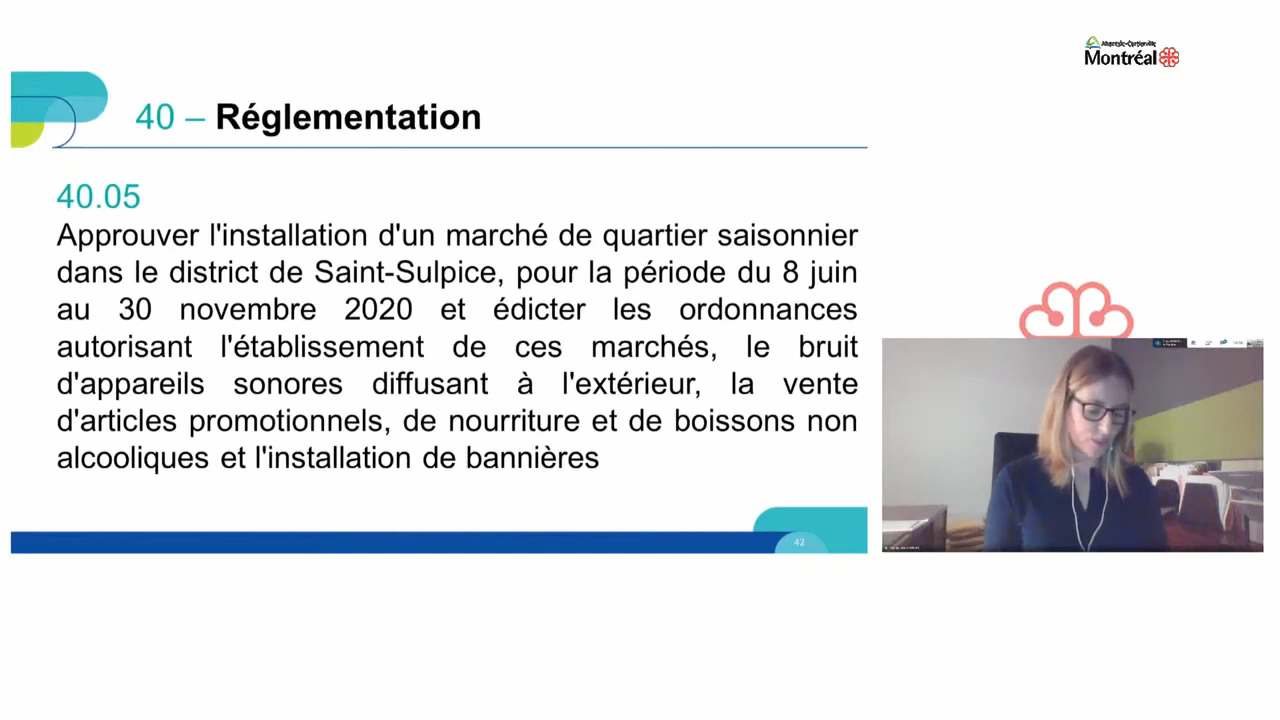 Ahuntsic-Cartierville
Montréal
40 – Réglementation
40.05
Approuver l'installation d'un marché de quartier saisonnier
dans le district de Saint-Sulpice, pour la période du 8 juin
au 30 novembre 2020 et édicter les ordonnances
autorisant l'établissement de ces marchés, le bruit
d'appareils sonores diffusant à l'extérieur, la vente
d'articles promotionnels, de nourriture et de boissons non
alcooliques et l'installation de bannières
42